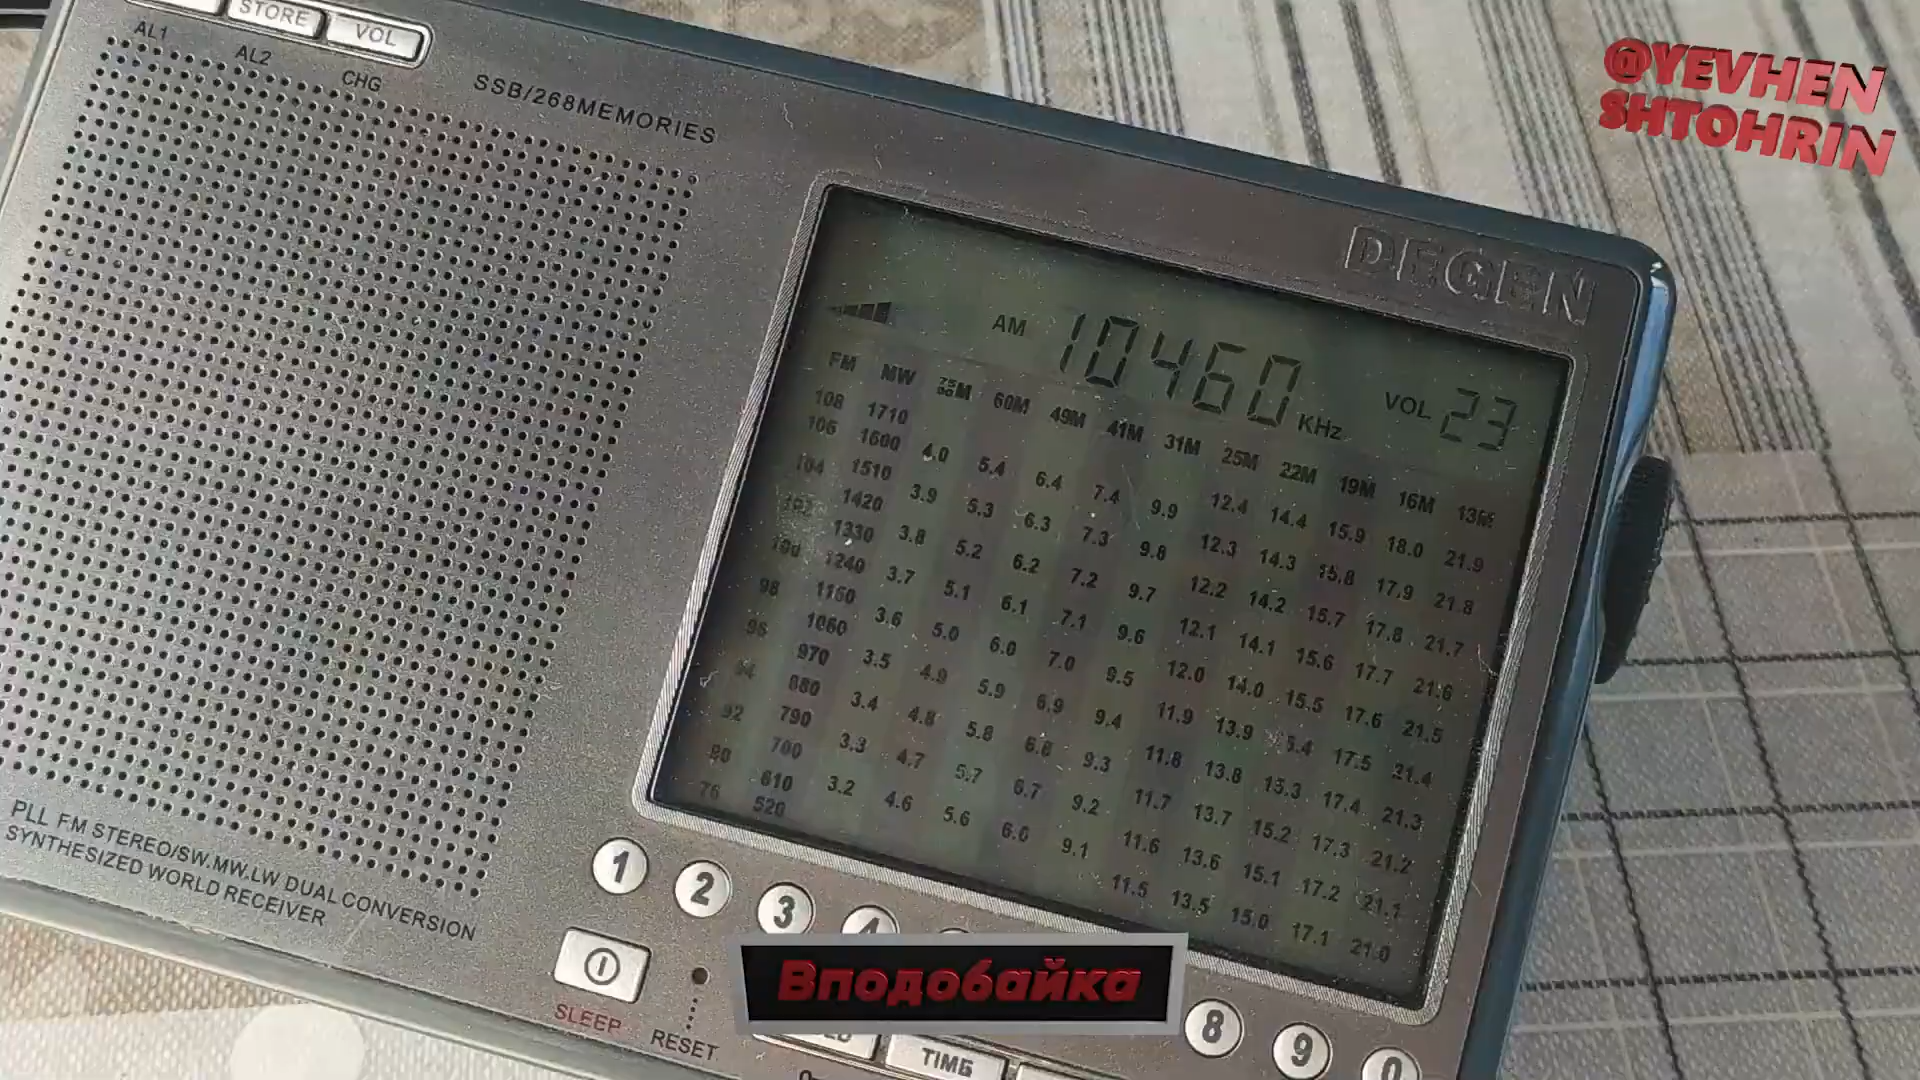 STORE
VOL
AL1
AL2
CHG
SSB/268MEMORIES
@YEVHEN
SHTOHRIN
DEGEN
AM 10460 KHz VOL 23
FM MW 60M 49M 41M 31M 25M 22M 19M 16M 13M
108 1710
106 1600 4.0 5.4 6.4 7.4 9.9 12.4 14.4 15.9 18.0 21.9
104 1510 3.9 5.3 6.3 7.3 9.8 12.3 14.3 15.8 17.9 21.8
102 1420 3.8 5.2 6.2 7.2 9.7 12.2 14.2 15.7 17.8 21.7
100 1330 3.7 5.1 6.1 7.1 9.6 12.1 14.1 15.6 17.7 21.6
1240
98 1160 3.6 5.0 6.0 7.0 9.5 12.0 14.0 15.5 17.6 21.5
96 1060 3.5 4.9 5.9 6.9 9.4 11.9 13.9 17.5 21.4
94 970 3.4 4.8 5.8 6.8 9.3 11.8 13.8 15.3 17.4 21.3
880
92 790 3.3 4.7 5.7 6.7 9.2 11.7 13.7 15.2 17.3 21.2
700 3.2 4.6 5.6 9.1 11.6 13.6 15.1 17.2 21.1
76 610 11.5 13.5 15.0 17.1 21.0
520
PLL FM STEREO/SW.MW.LW DUAL CONVERSION
SYNTHESIZED WORLD RECEIVER
1 2 3 4
8 9 0
SLEEP
RESET
TIME
Вподобайка